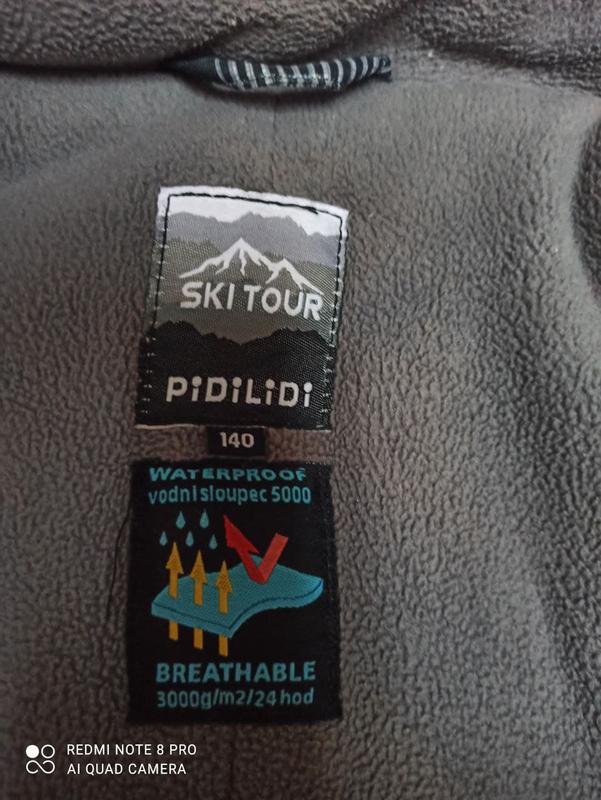 SKI TOUR
PiDiLiDi
140
WATERPROOF
vodni sloupec 5000
BREATHABLE
3000g/m2/24 hod
REDMI NOTE 8 PRO
AI QUAD CAMERA